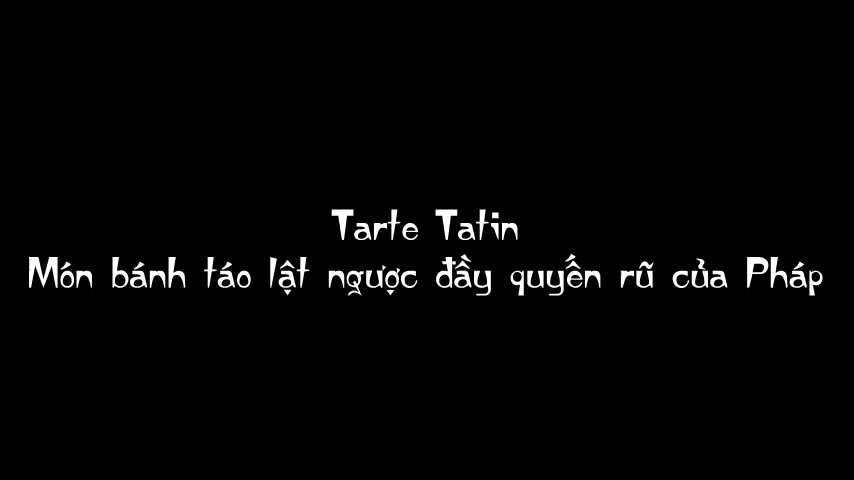 Tarte Tatin
Món bánh táo lật ngược đầy quyến rũ của Pháp